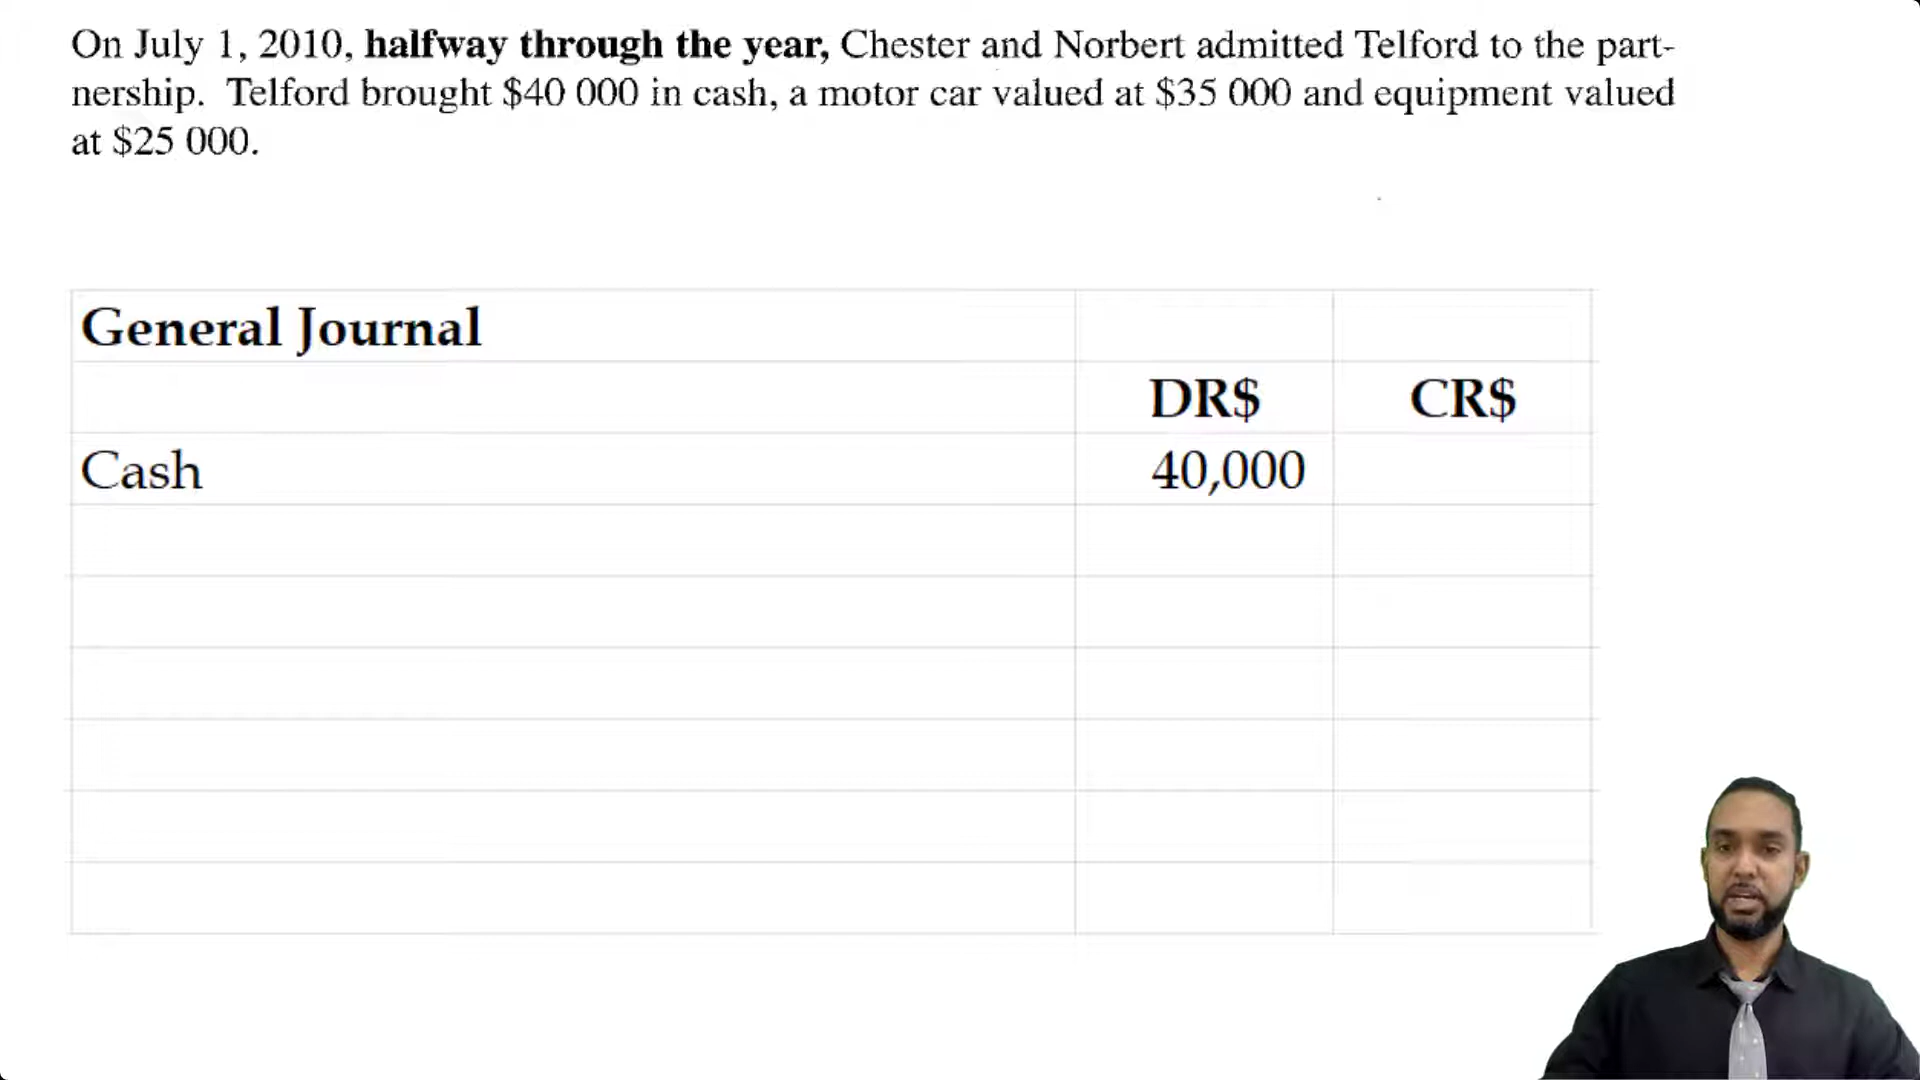 On July 1, 2010, halfway through the year, Chester and Norbert admitted Telford to the part-
nership. Telford brought $40 000 in cash, a motor car valued at $35 000 and equipment valued
at $25 000.
General Journal
DR$ CR$
Cash 40,000